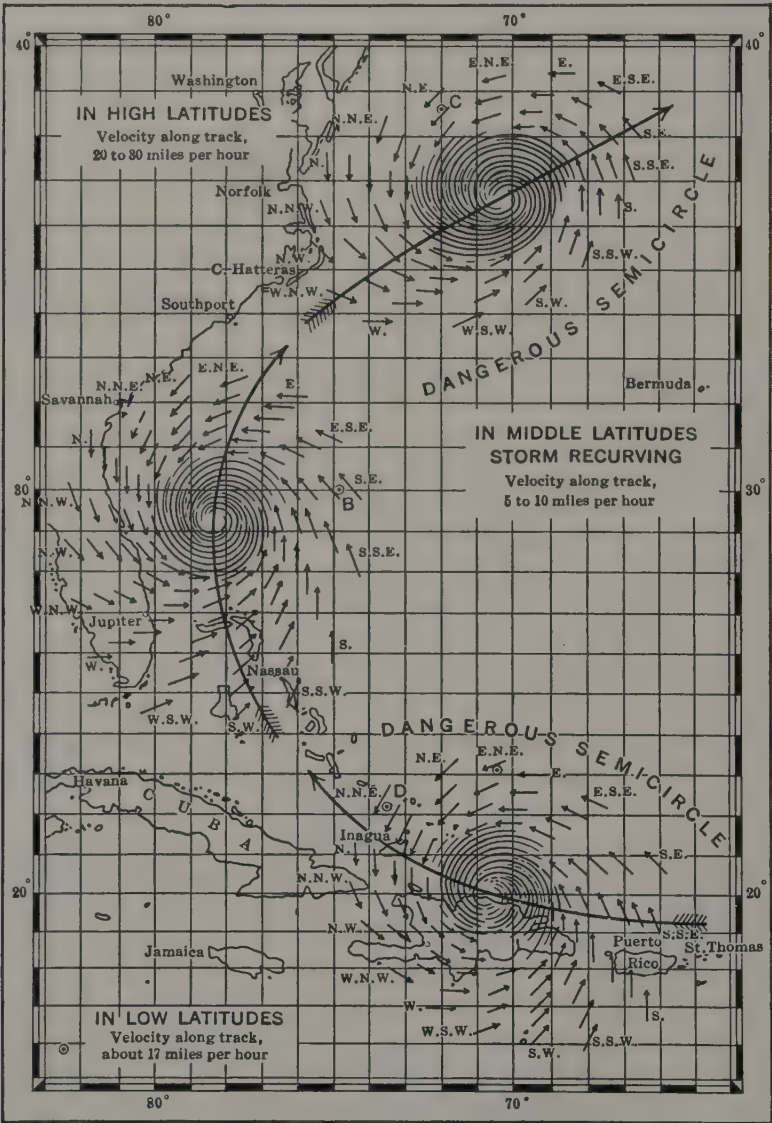 80° 70°
40° 40°
Washington
E.N.E. E.
N.E. C E.S.E.
IN HIGH LATITUDES
Velocity along track,
20 to 30 miles per hour
N.N.E.
S.E.
N. S.S.E.
Norfolk
N.N.W. S.
N.W. S.S.W.
C. Hatteras
W.N.W. S.W.
Southport
W. W.S.W.
DANGEROUS SEMICIRCLE
E.N.E.
N.E.
N.N.E. E
Savannah Bermuda
N. E.S.E.
IN MIDDLE LATITUDES
STORM RECURVING
Velocity along track,
5 to 10 miles per hour
S.E.
30° B 30°
N.N.W.
N.W. S.S.E.
W.N.W.
Jupiter
W. S.
Nassau
S.S.W.
W.S.W. S.W.
DANGEROUS SEMICIRCLE
N.E. E.N.E. E.
Havana
N.N.E. D E.S.E.
CUBA
Inagua
N. S.E.
20° N.N.W. 20°
N.W. S.S.E.
Jamaica Puerto St. Thomas
Rico
W.N.W.
W. S.
IN LOW LATITUDES
Velocity along track,
about 17 miles per hour
W.S.W.
S.W. S.S.W.
80° 70°